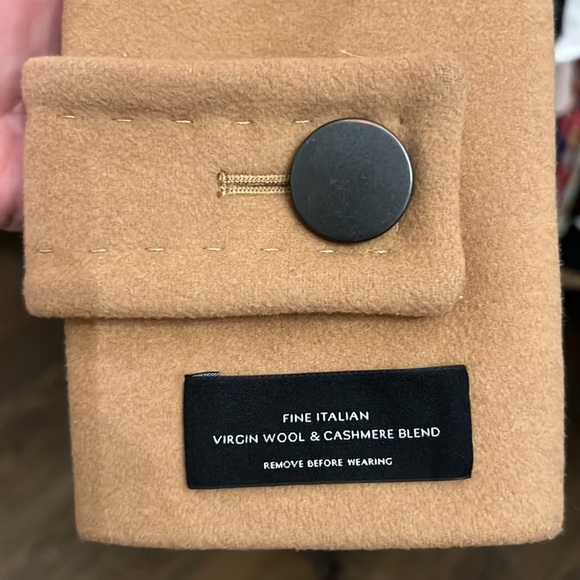 FINE ITALIAN
VIRGIN WOOL & CASHMERE BLEND
REMOVE BEFORE WEARING